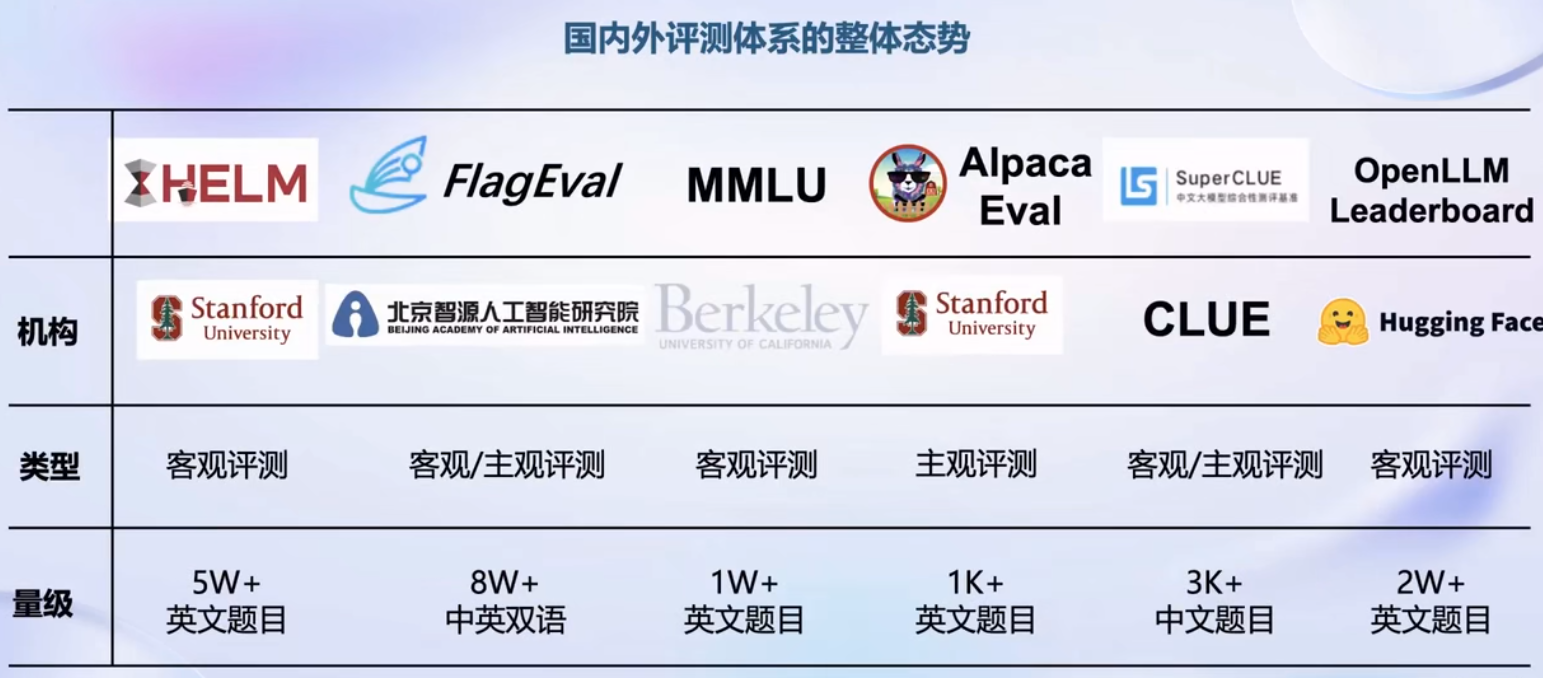 国内外评测体系的整体态势
HELM
FlagEval
MMLU
Alpaca
Eval
SuperCLUE
中文大模型综合性测评基准
OpenLLM
Leaderboard
机构
Stanford
University
北京智源人工智能研究院
BEIJING ACADEMY OF ARTIFICIAL INTELLIGENCE
Berkeley
UNIVERSITY OF CALIFORNIA
Stanford
University
CLUE
Hugging Face
类型
客观评测
客观/主观评测
客观评测
主观评测
客观/主观评测
客观评测
量级
5W+
英文题目
8W+
中英双语
1W+
英文题目
1K+
英文题目
3K+
中文题目
2W+
英文题目